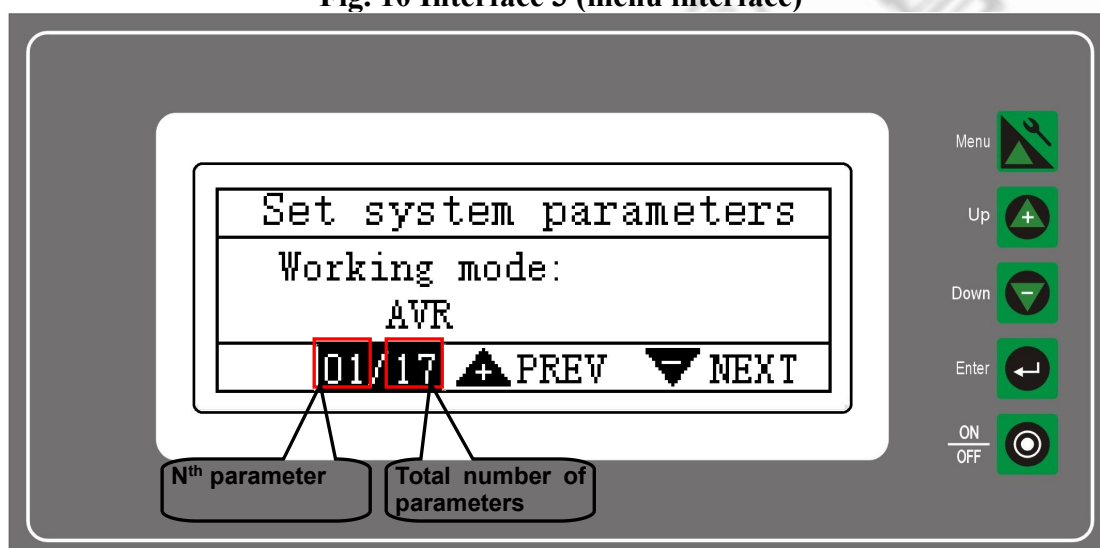 Fig. 10 Interface 3 (menu interface)
Set system parameters
Working mode:
AVR
01/17 + PREV − NEXT
Nth parameter
Total number of
parameters
Menu
Up
Down
Enter
ON
OFF